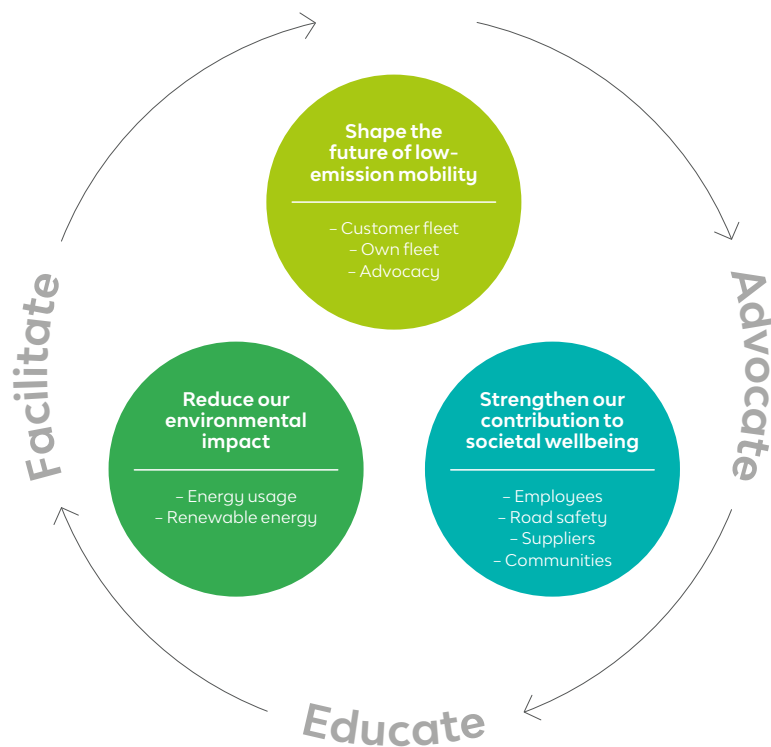 Shape the
future of low-
emission mobility
– Customer fleet
– Own fleet
– Advocacy
Facilitate
Advocate
Reduce our
environmental
impact
– Energy usage
– Renewable energy
Strengthen our
contribution to
societal wellbeing
– Employees
– Road safety
– Suppliers
– Communities
Educate